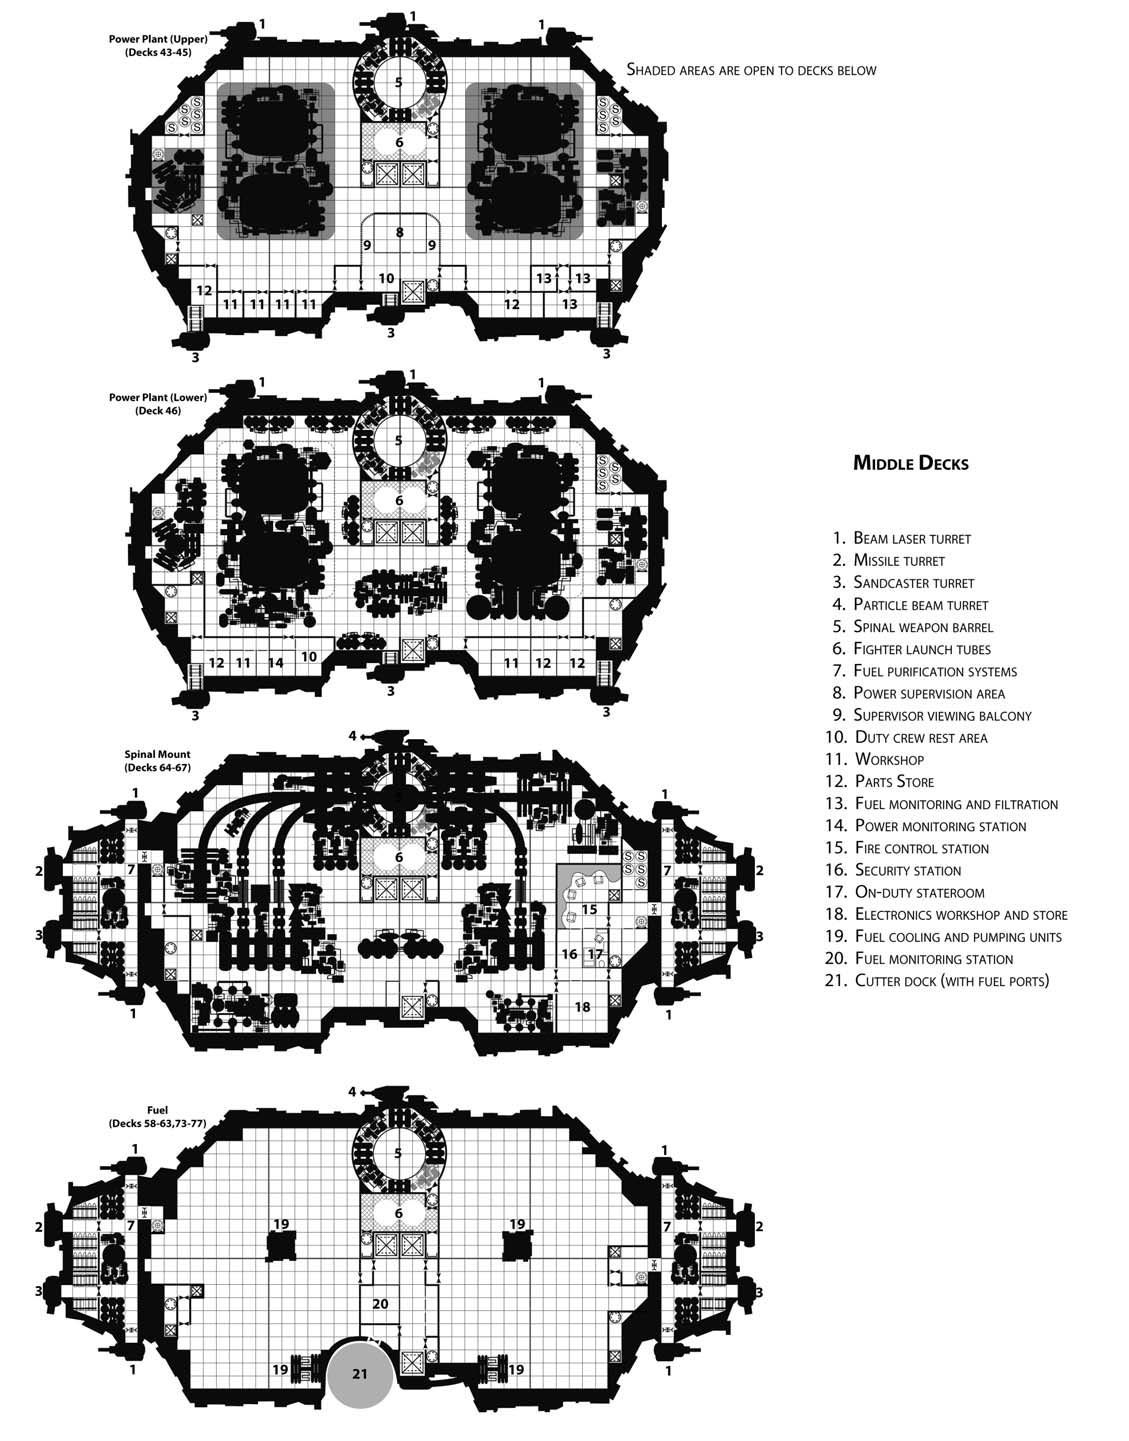 Power Plant (Upper)
(Decks 43-45)
1
1
1
Shaded areas are open to decks below
5
6
8
9
9
10
12
11
11
11
11
12
13
13
13
3
3
3
Power Plant (Lower)
(Deck 46)
1
1
1
5
6
12
11
14
10
11
12
12
3
3
3
Middle Decks
1. Beam laser turret
2. Missile turret
3. Sandcaster turret
4. Particle beam turret
5. Spinal weapon barrel
6. Fighter launch tubes
7. Fuel purification systems
8. Power supervision area
9. Supervisor viewing balcony
10. Duty crew rest area
11. Workshop
12. Parts Store
13. Fuel monitoring and filtration
14. Power monitoring station
15. Fire control station
16. Security station
17. On-duty stateroom
18. Electronics workshop and store
19. Fuel cooling and pumping units
20. Fuel monitoring station
21. Cutter dock (with fuel ports)
Spinal Mount
(Decks 64-67)
4
1
1
5
6
2
7
7
2
15
3
3
16
17
18
1
1
Fuel
(Decks 58-63,73-77)
4
1
1
5
6
2
7
19
19
7
2
3
3
20
1
19
21
19
1